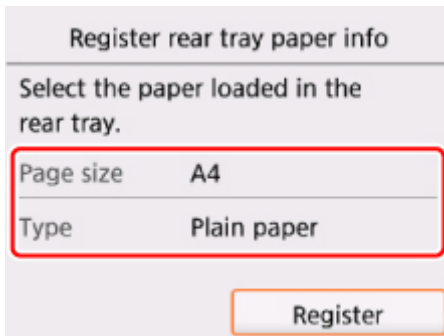 Register rear tray paper info
Select the paper loaded in the
rear tray.
Page size A4
Type Plain paper
Register